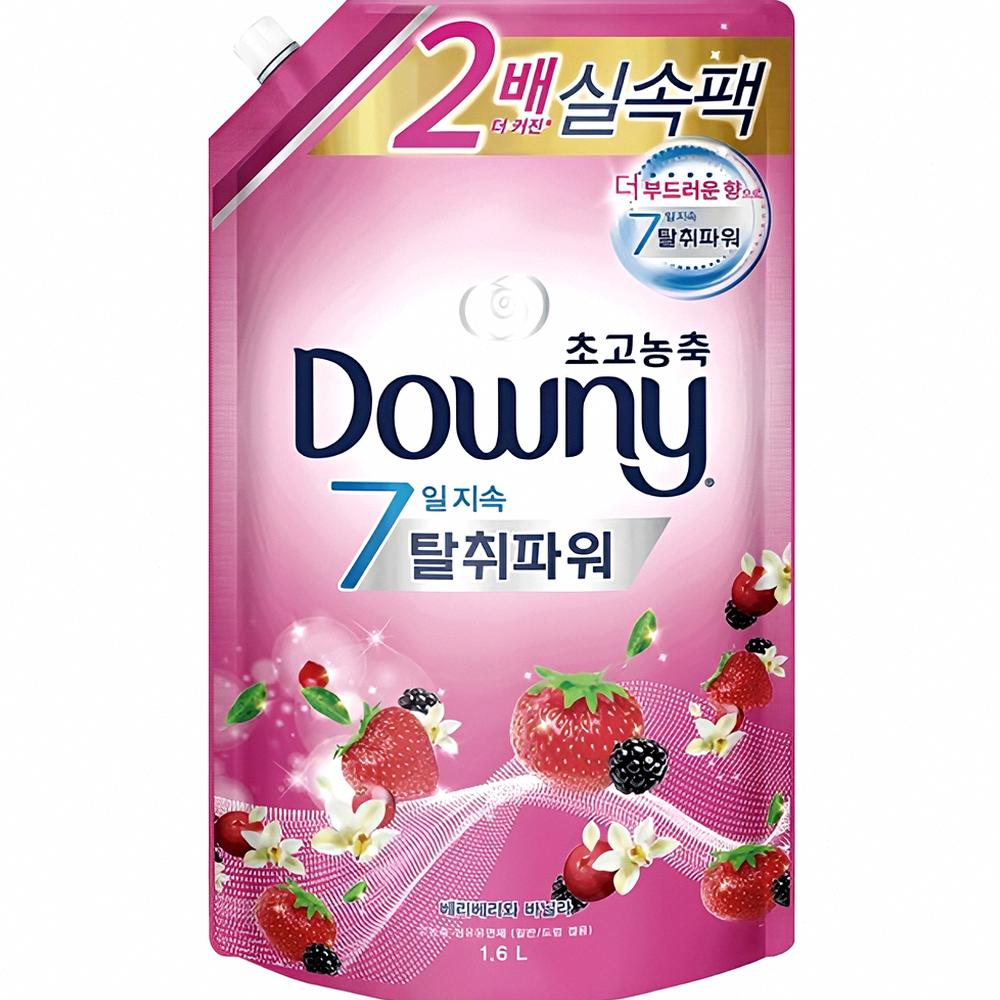 2배 실속팩
더 커진*
더 부드러운 향으로
7일 지속
탈취파워
초고농축
Downy
7일 지속
탈취파워
베리베리와 바닐라
1.6 L